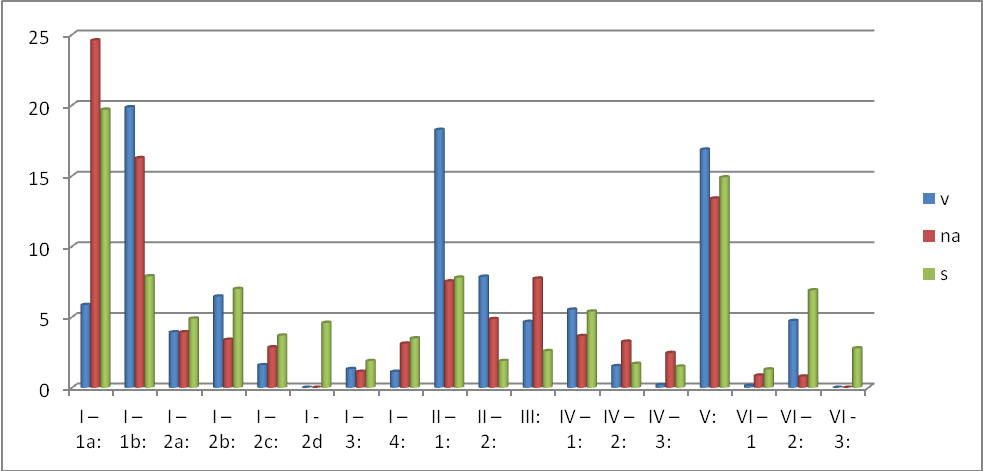 25
20
15
10
5
0
I – 1a:
I – 1b:
I – 2a:
I – 2b:
I – 2c:
I - 2d
I – 3:
I – 4:
II – 1:
II – 2:
III:
IV – 1:
IV – 2:
IV – 3:
V:
VI – 1
VI – 2:
VI - 3:
v
na
s